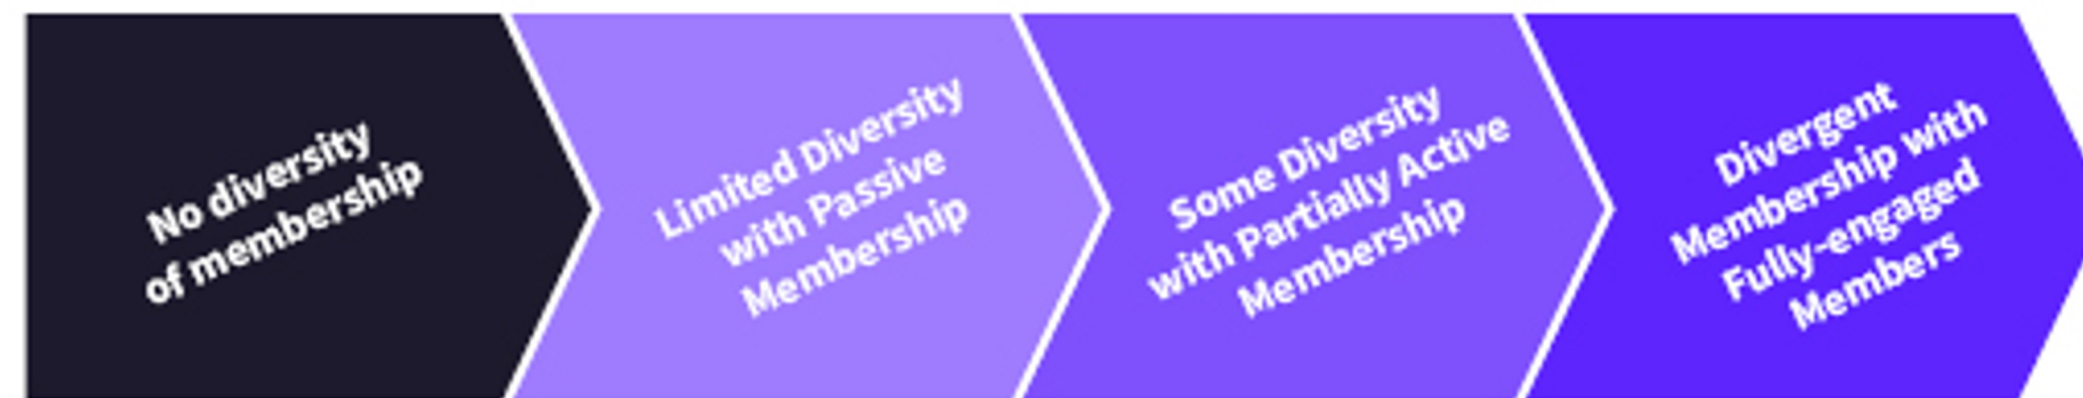 No diversity
of membership
Limited Diversity
with Passive
Membership
Some Diversity
with Partially Active
Membership
Divergent
Membership with
Fully-engaged
Members